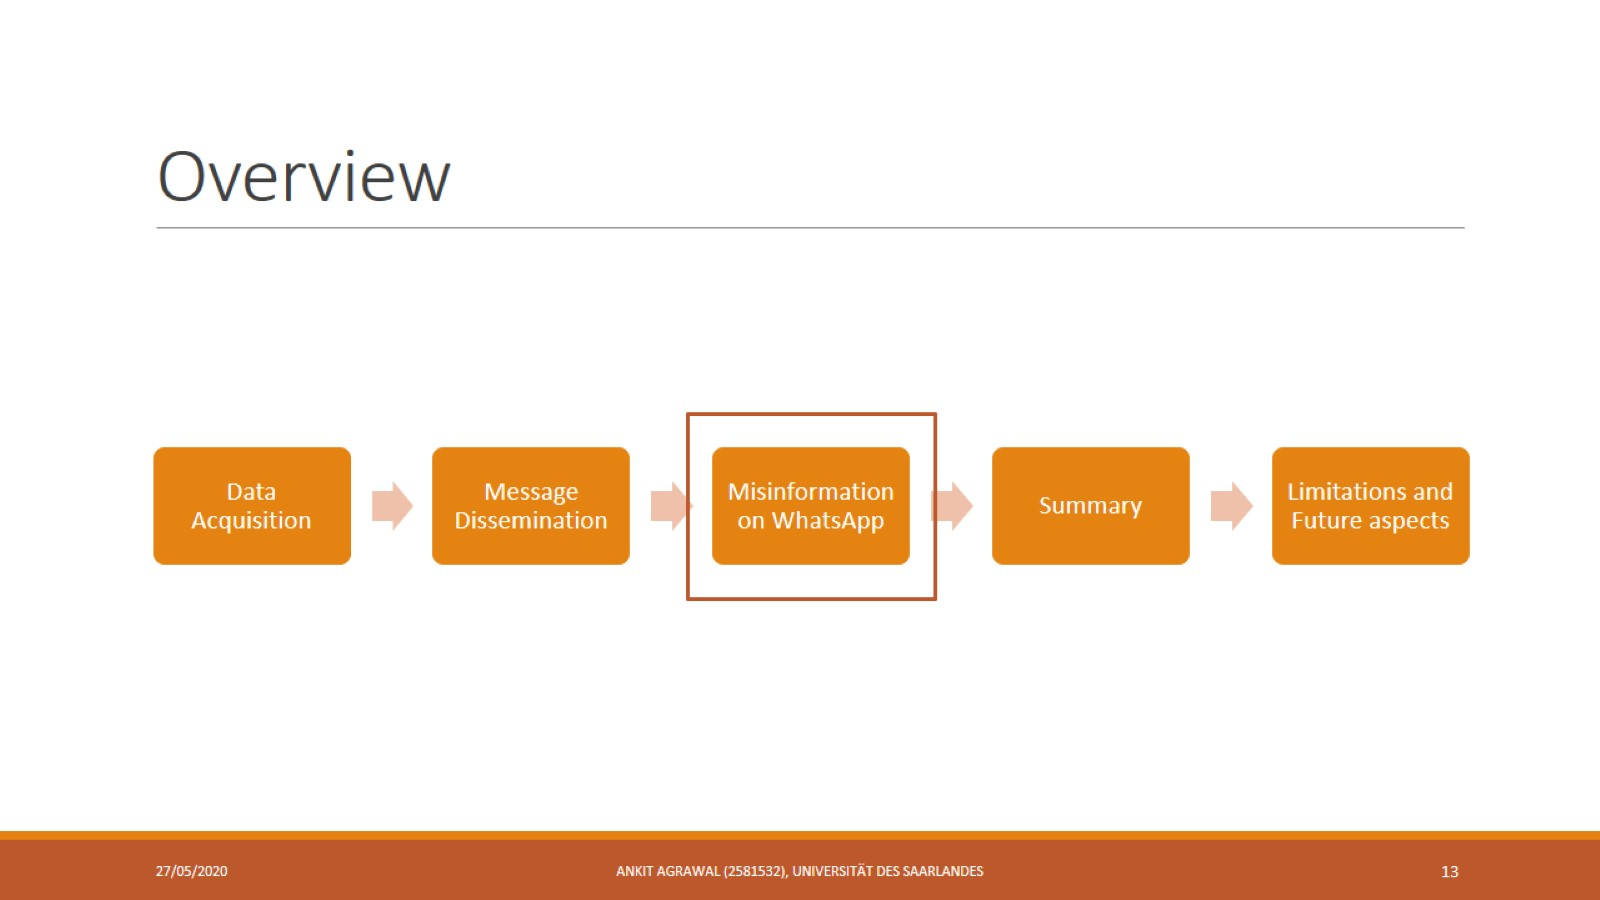 Overview
Data
Acquisition
Message
Dissemination
Misinformation
on WhatsApp
Summary
Limitations and
Future aspects
27/05/2020
ANKIT AGRAWAL (2581532), UNIVERSITÄT DES SAARLANDES
13